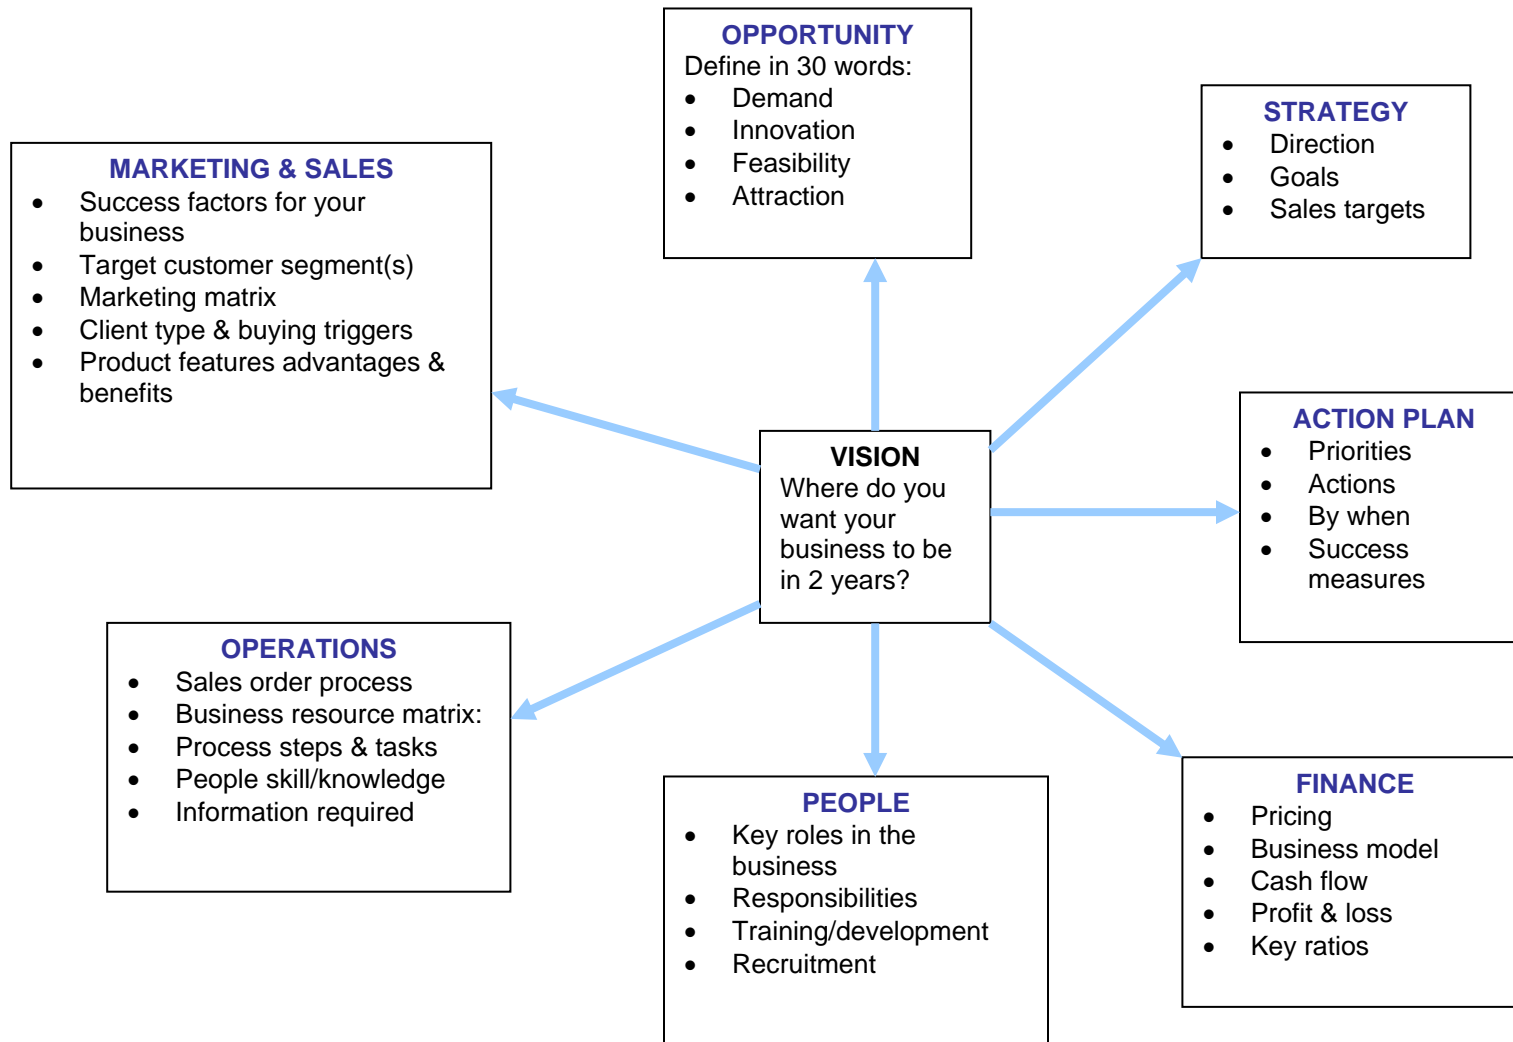 OPPORTUNITY
Define in 30 words:
• Demand
• Innovation
• Feasibility
• Attraction
STRATEGY
• Direction
• Goals
• Sales targets
MARKETING & SALES
• Success factors for your
business
• Target customer segment(s)
• Marketing matrix
• Client type & buying triggers
• Product features advantages &
benefits
ACTION PLAN
• Priorities
• Actions
• By when
• Success
measures
VISION
Where do you
want your
business to be
in 2 years?
OPERATIONS
• Sales order process
• Business resource matrix:
• Process steps & tasks
• People skill/knowledge
• Information required
PEOPLE
• Key roles in the
business
• Responsibilities
• Training/development
• Recruitment
FINANCE
• Pricing
• Business model
• Cash flow
• Profit & loss
• Key ratios